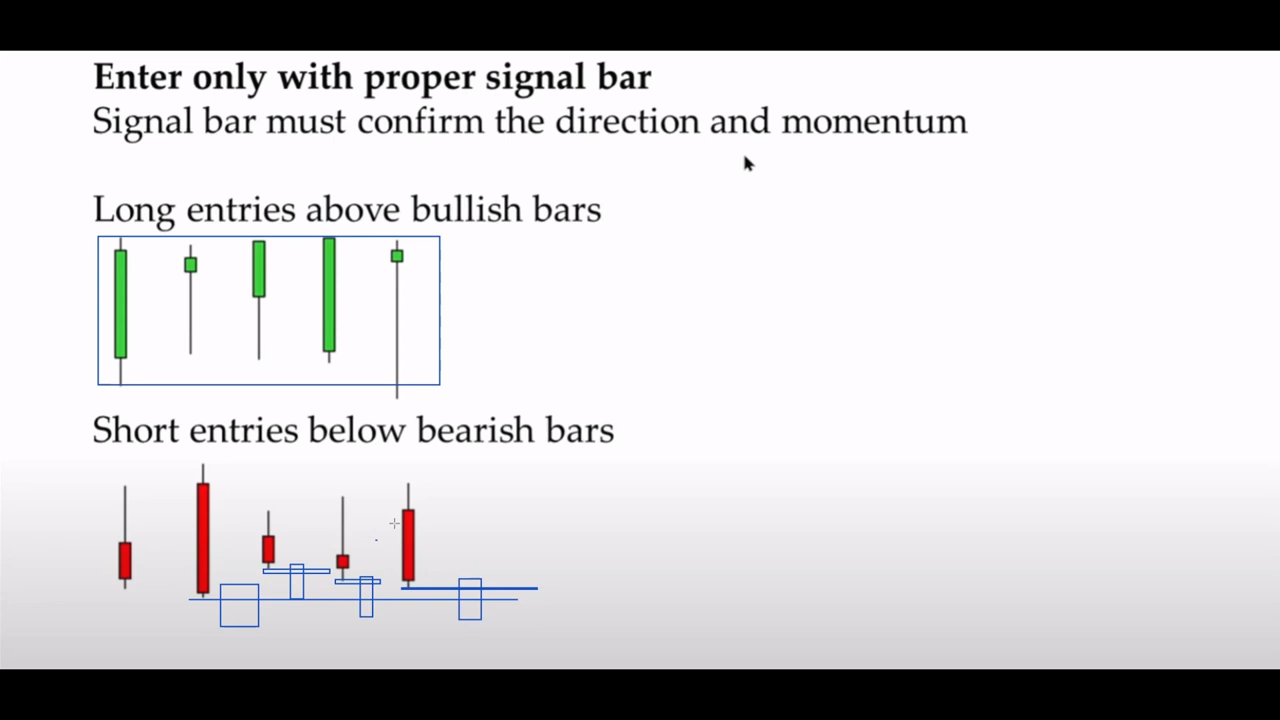 Enter only with proper signal bar
Signal bar must confirm the direction and momentum
Long entries above bullish bars
Short entries below bearish bars